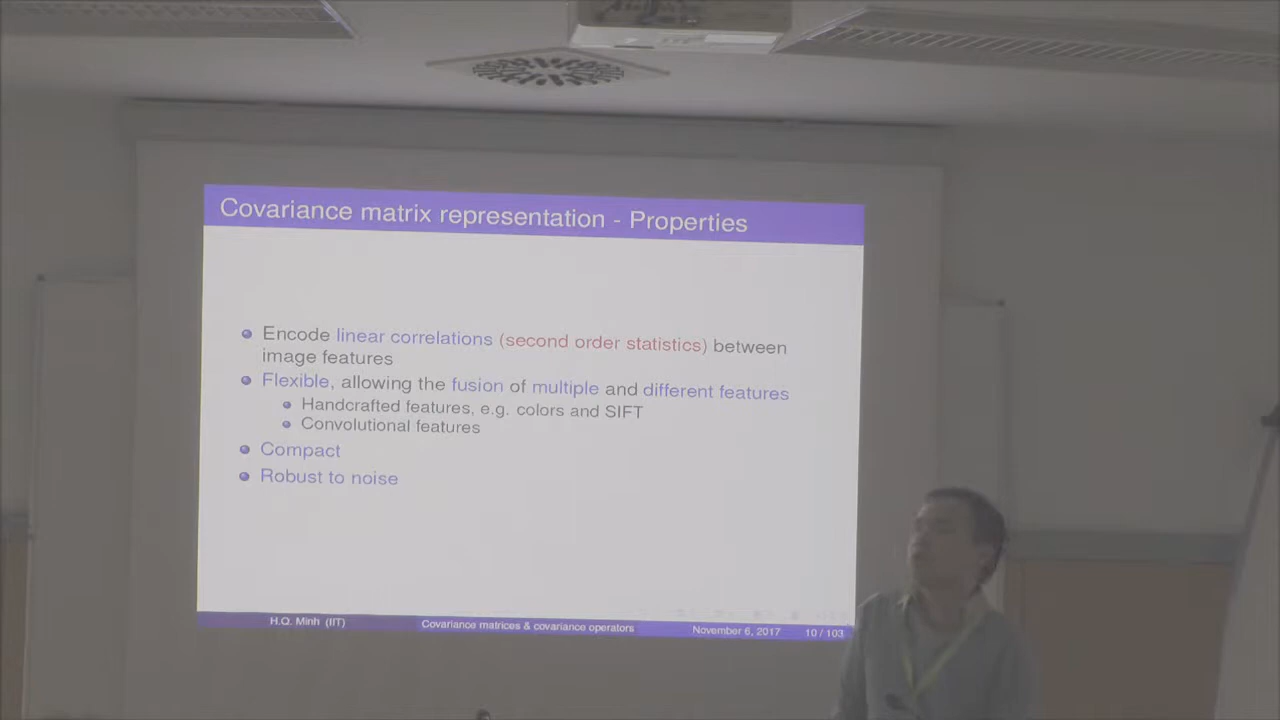 Covariance matrix representation - Properties
Encode linear correlations (second order statistics) between
image features
Flexible, allowing the fusion of multiple and different features
Handcrafted features, e.g. colors and SIFT
Convolutional features
Compact
Robust to noise
H.Q. Minh (IIT) Covariance matrices & covariance operators November 6, 2017 10 / 103